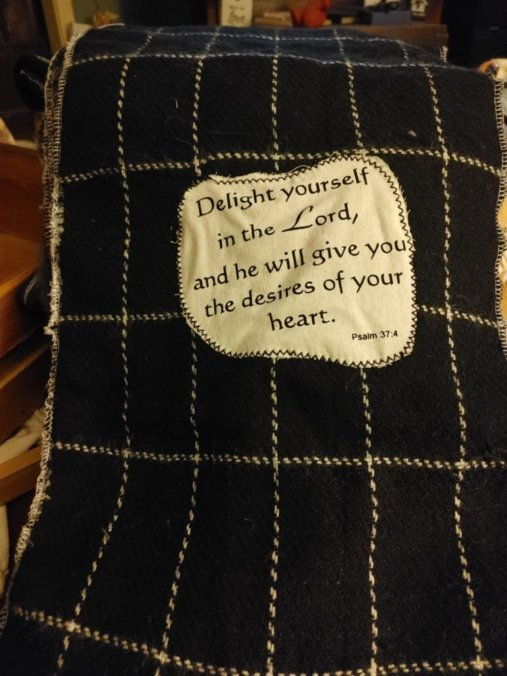 Delight yourself
in the Lord,
and he will give you
the desires of your
heart.
Psalm 37:4